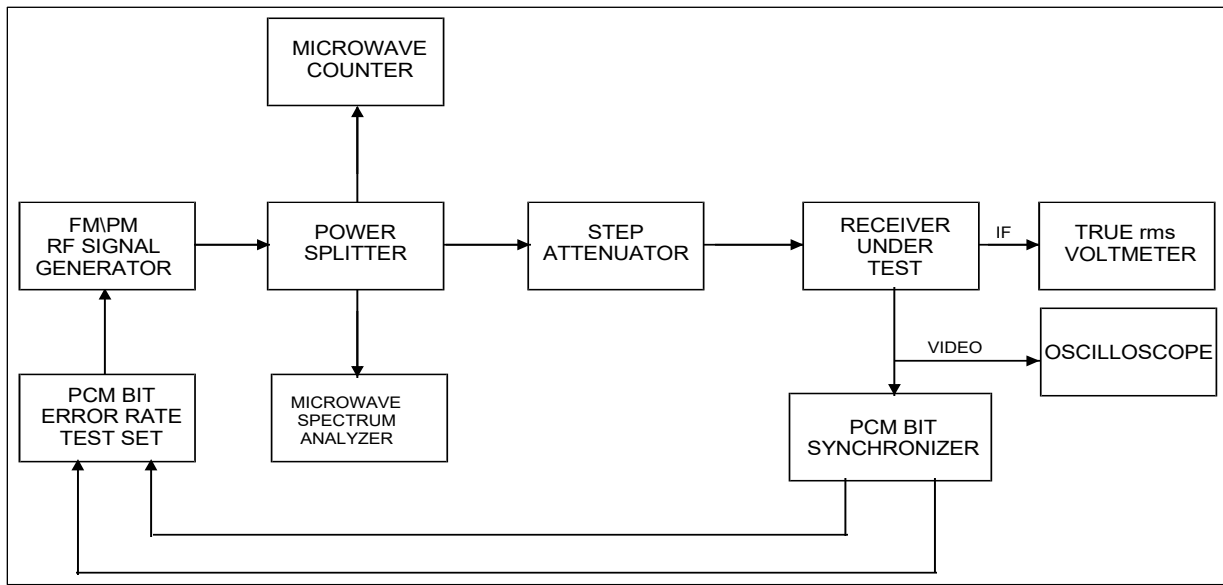 MICROWAVE
COUNTER
FM\PM
RF SIGNAL
GENERATOR
POWER
SPLITTER
STEP
ATTENUATOR
RECEIVER
UNDER
TEST
IF
TRUE rms
VOLTMETER
VIDEO
OSCILLOSCOPE
PCM BIT
ERROR RATE
TEST SET
MICROWAVE
SPECTRUM
ANALYZER
PCM BIT
SYNCHRONIZER